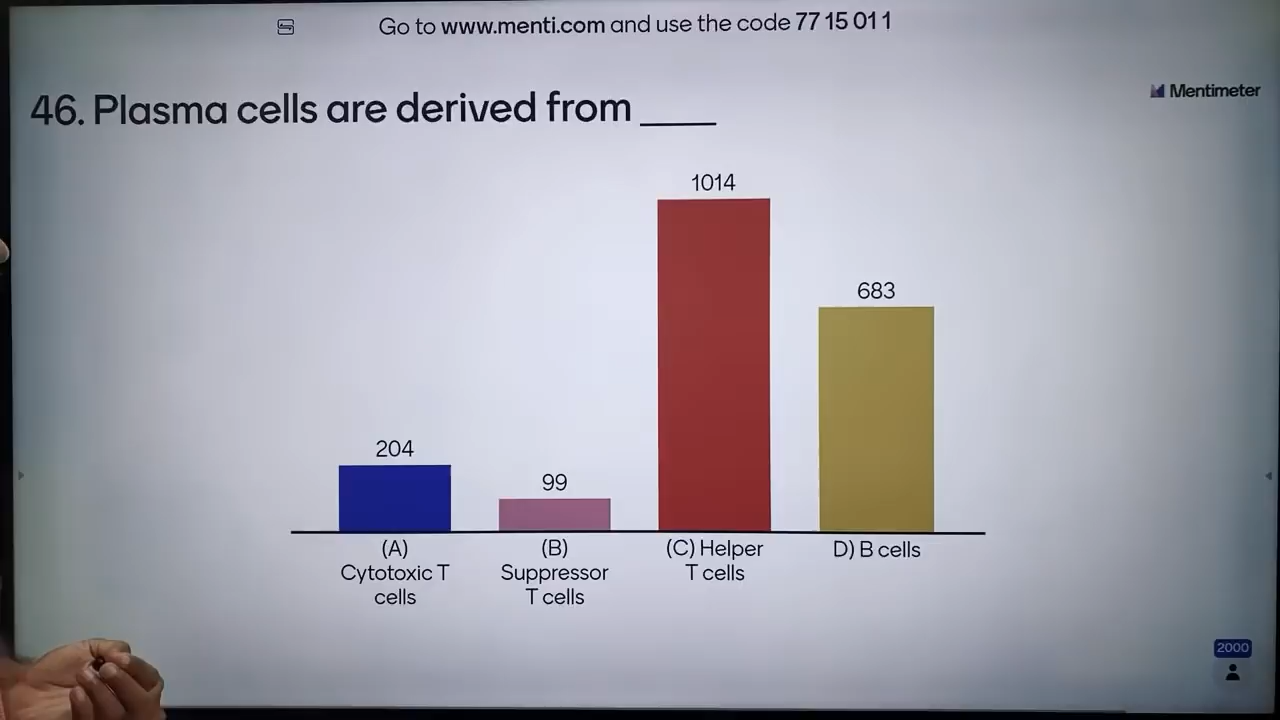 Go to www.menti.com and use the code 77 15 01 1
46. Plasma cells are derived from ____
Mentimeter
1014
683
204
99
(A)
Cytotoxic T
cells
(B)
Suppressor
T cells
(C) Helper
T cells
D) B cells
2000